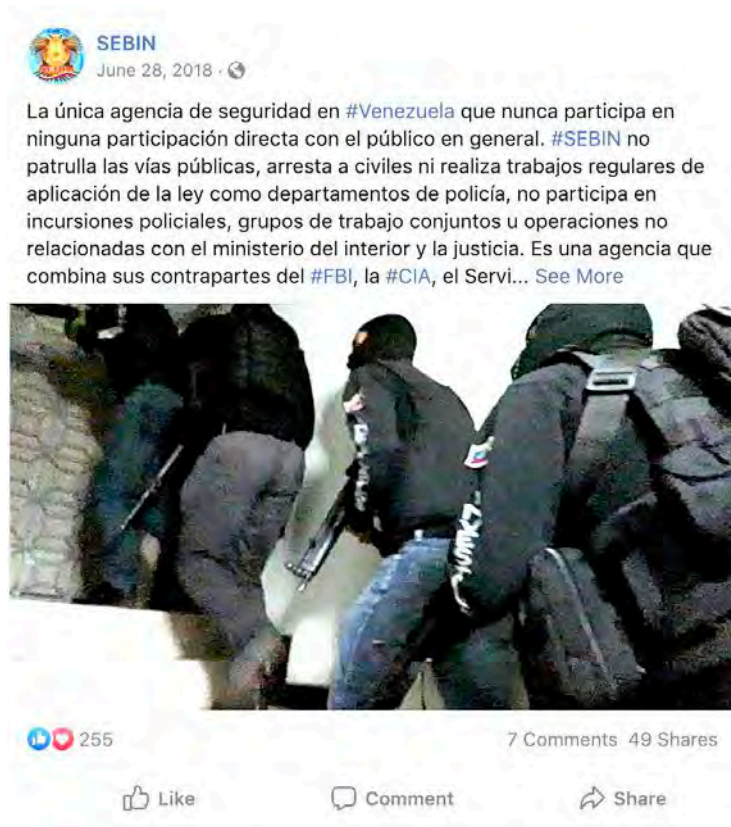 SEBIN
June 28, 2018 ·
La única agencia de seguridad en #Venezuela que nunca participa en
ninguna participación directa con el público en general. #SEBIN no
patrulla las vías públicas, arresta a civiles ni realiza trabajos regulares de
aplicación de la ley como departamentos de policía, no participa en
incursiones policiales, grupos de trabajo conjuntos u operaciones no
relacionadas con el ministerio del interior y la justicia. Es una agencia que
combina sus contrapartes del #FBI, la #CIA, el Servi... See More
255
7 Comments 49 Shares
Like Comment Share